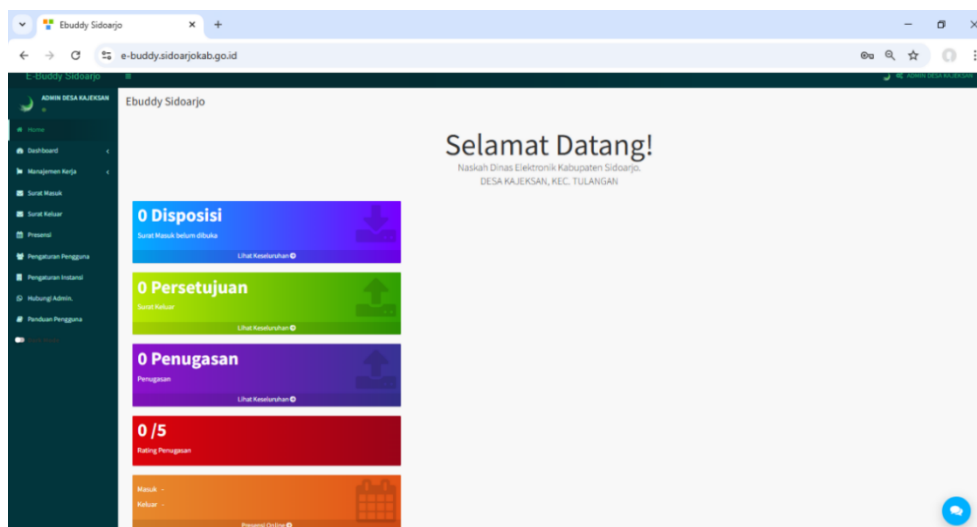 Ebuddy Sidoarjo
e-buddy.sidoarjokab.go.id
E-Buddy Sidoarjo
ADMIN DESA KAJEKSAN
ADMIN DESA KAJEKSAN
Ebuddy Sidoarjo
Home
Dashboard
Manajemen Kerja
Surat Masuk
Surat Keluar
Presensi
Pengaturan Pengguna
Pengaturan Instansi
Hubungi Admin.
Panduan Pengguna
Selamat Datang!
Naskah Dinas Elektronik Kabupaten Sidoarjo.
DESA KAJEKSAN, KEC. TULANGAN
0 Disposisi
Surat Masuk belum dibuka
Lihat Keseluruhan
0 Persetujuan
Surat Keluar
Lihat Keseluruhan
0 Penugasan
Penugasan
Lihat Keseluruhan
0 /5
Rating Penugasan
Masuk -
Keluar -
Presensi Online